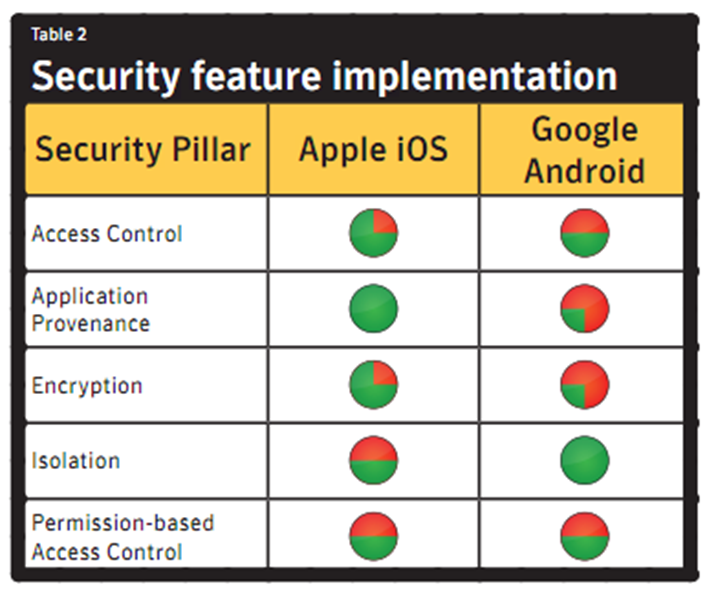 Table 2
Security feature implementation
Security Pillar
Apple iOS
Google
Android
Access Control
Application
Provenance
Encryption
Isolation
Permission-based
Access Control